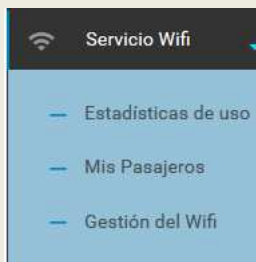 Servicio Wifi
Estadísticas de uso
Mis Pasajeros
Gestión del Wifi